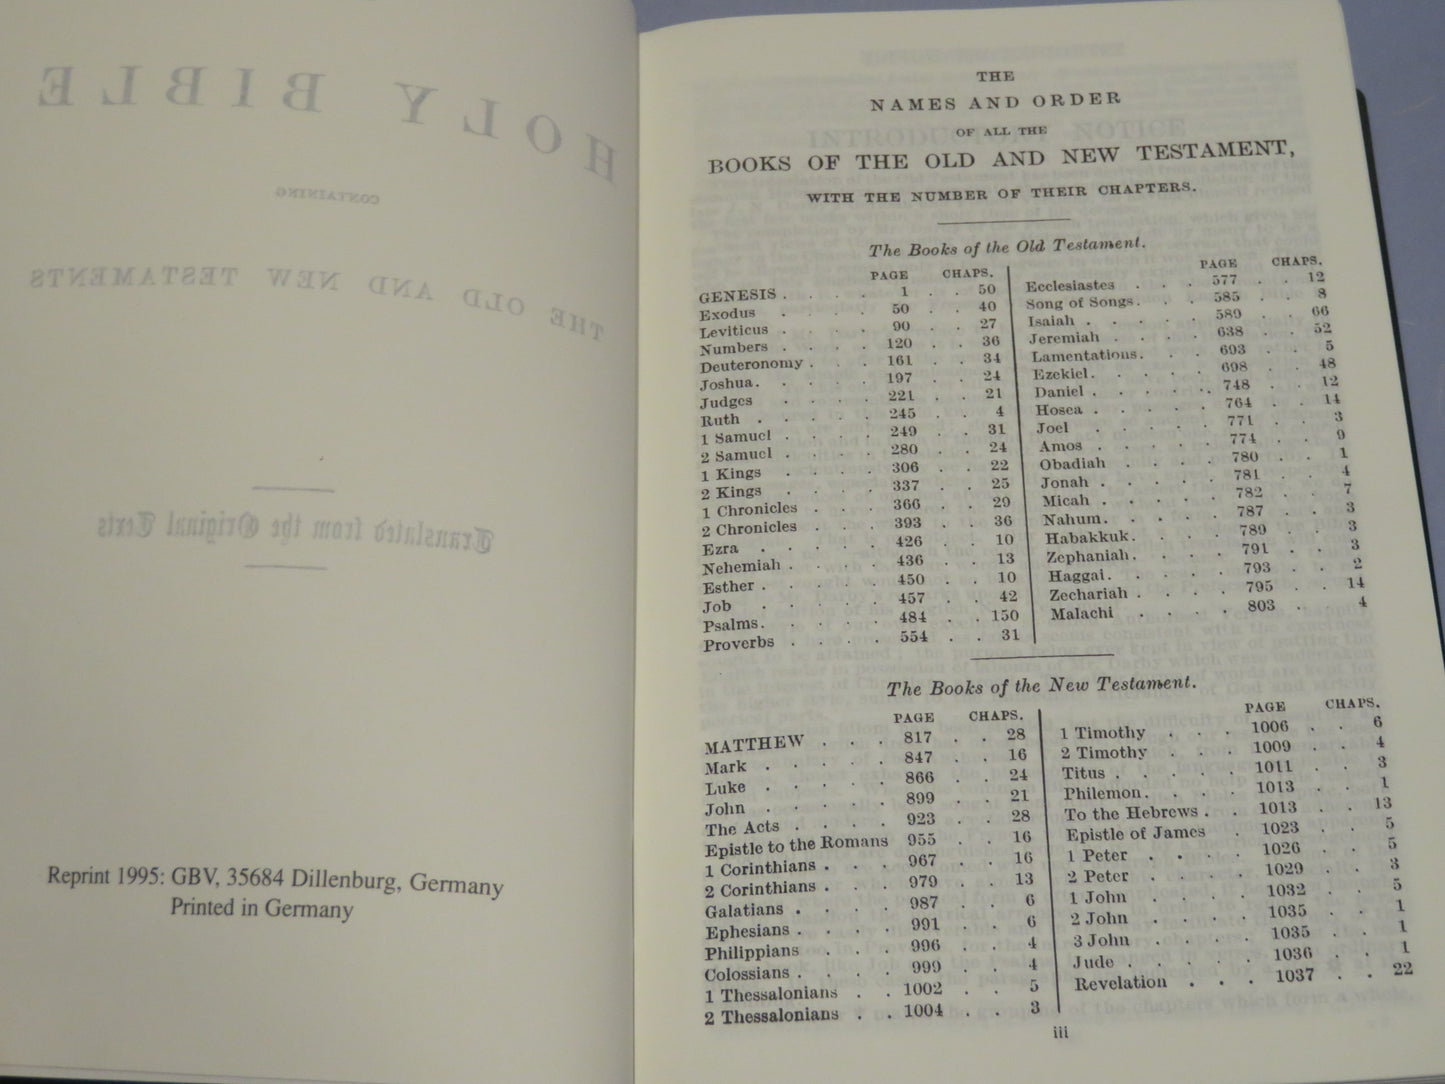 HOLY BIBLE
CONTAINING
THE OLD AND NEW TESTAMENTS
Translated from the Original Texts
Reprint 1995: GBV, 35684 Dillenburg, Germany
Printed in Germany
THE
NAMES AND ORDER
OF ALL THE
BOOKS OF THE OLD AND NEW TESTAMENT,
WITH THE NUMBER OF THEIR CHAPTERS.
The Books of the Old Testament.
PAGE CHAPS.
GENESIS . . . . 1 . . 50
Exodus . . . . 50 . . 40
Leviticus . . . . 90 . . 27
Numbers . . . . 120 . . 36
Deuteronomy . . . 161 . . 34
Joshua. . . . . 197 . . 24
Judges . . . . 221 . . 21
Ruth . . . . . 245 . . 4
1 Samuel . . . . 249 . . 31
2 Samuel . . . . 280 . . 24
1 Kings . . . . 306 . . 22
2 Kings . . . . 337 . . 25
1 Chronicles . . . 366 . . 29
2 Chronicles . . . 393 . . 36
Ezra . . . . . 426 . . 10
Nehemiah . . . . 436 . . 13
Esther . . . . . 450 . . 10
Job . . . . . 457 . . 42
Psalms. . . . . 484 . . 150
Proverbs . . . . 554 . . 31
PAGE CHAPS.
Ecclesiastes . . . 577 . . 12
Song of Songs. . . 585 . . 8
Isaiah . . . . . 589 . . 66
Jeremiah . . . . 638 . . 52
Lamentations. . . 693 . . 5
Ezekiel. . . . . 698 . . 48
Daniel . . . . . 748 . . 12
Hosea . . . . . 764 . . 14
Joel . . . . . 771 . . 3
Amos . . . . . 774 . . 9
Obadiah . . . . 780 . . 1
Jonah . . . . . 781 . . 4
Micah . . . . . 782 . . 7
Nahum. . . . . 787 . . 3
Habakkuk. . . . 789 . . 3
Zephaniah. . . . 791 . . 3
Haggai. . . . . 793 . . 2
Zechariah . . . . 795 . . 14
Malachi . . . . 803 . . 4
The Books of the New Testament.
PAGE CHAPS.
MATTHEW . . . 817 . . 28
Mark . . . . . 847 . . 16
Luke . . . . . 866 . . 24
John . . . . . 899 . . 21
The Acts . . . . 923 . . 28
Epistle to the Romans 955 . . 16
1 Corinthians . . . 967 . . 16
2 Corinthians . . . 979 . . 13
Galatians . . . . 987 . . 6
Ephesians . . . . 991 . . 6
Philippians . . . 996 . . 4
Colossians . . . . 999 . . 4
1 Thessalonians . . 1002 . . 5
2 Thessalonians . . 1004 . . 3
PAGE CHAPS.
1 Timothy . . . 1006 . . 6
2 Timothy . . . 1009 . . 4
Titus . . . . . 1011 . . 3
Philemon. . . . 1013 . . 1
To the Hebrews . . 1013 . . 13
Epistle of James . 1023 . . 5
1 Peter . . . . 1026 . . 5
2 Peter . . . . 1029 . . 3
1 John . . . . 1032 . . 5
2 John . . . . 1035 . . 1
3 John . . . . 1035 . . 1
Jude . . . . . 1036 . . 1
Revelation . . . 1037 . . 22
iii